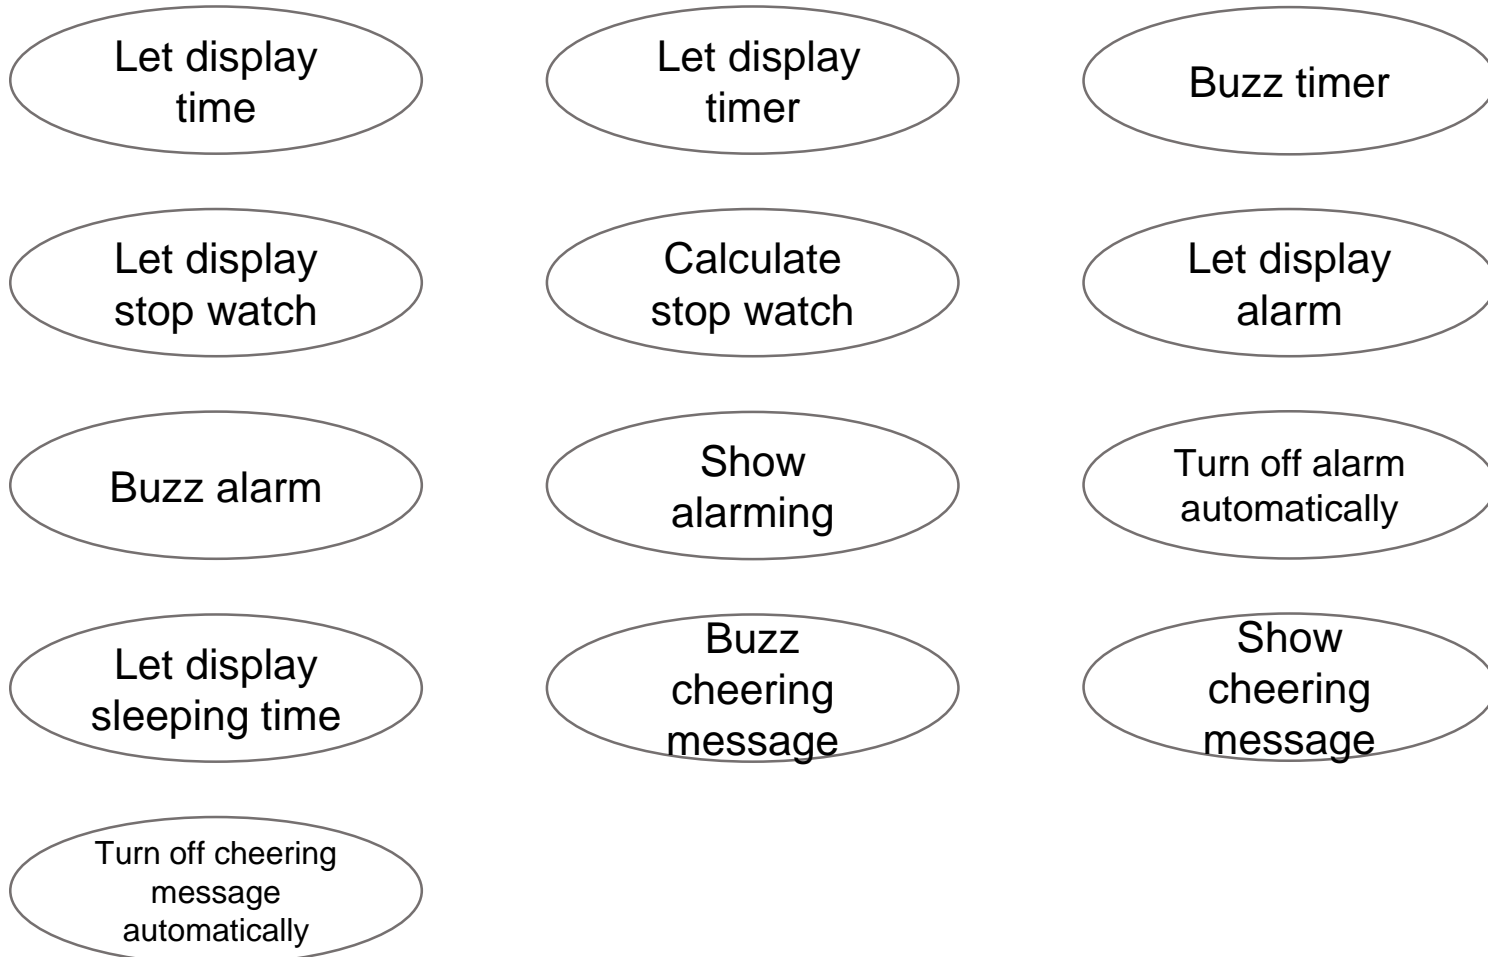 Let display
time
Let display
timer
Buzz timer
Let display
stop watch
Calculate
stop watch
Let display
alarm
Buzz alarm
Show
alarming
Turn off alarm
automatically
Let display
sleeping time
Buzz
cheering
message
Show
cheering
message
Turn off cheering
message
automatically